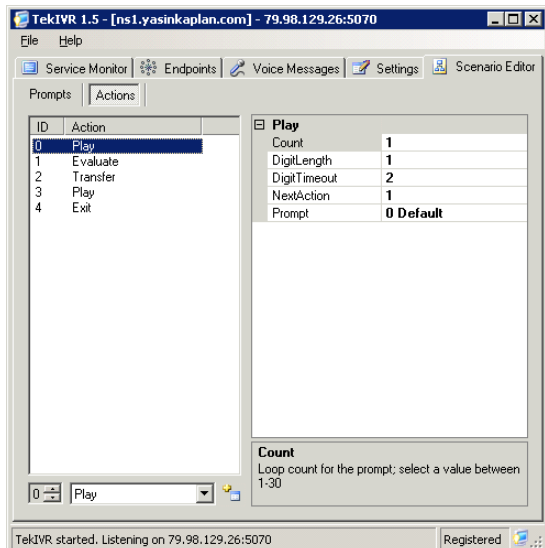 TekIVR 1.5 - [ns1.yasinkaplan.com] - 79.98.129.26:5070
File Help
Service Monitor Endpoints Voice Messages Settings Scenario Editor
Prompts Actions
ID Action
0 Play
1 Evaluate
2 Transfer
3 Play
4 Exit
Play
Count 1
DigitLength 1
DigitTimeout 2
NextAction 1
Prompt 0 Default
Count
Loop count for the prompt; select a value between
1-30
0 Play
TekIVR started. Listening on 79.98.129.26:5070 Registered